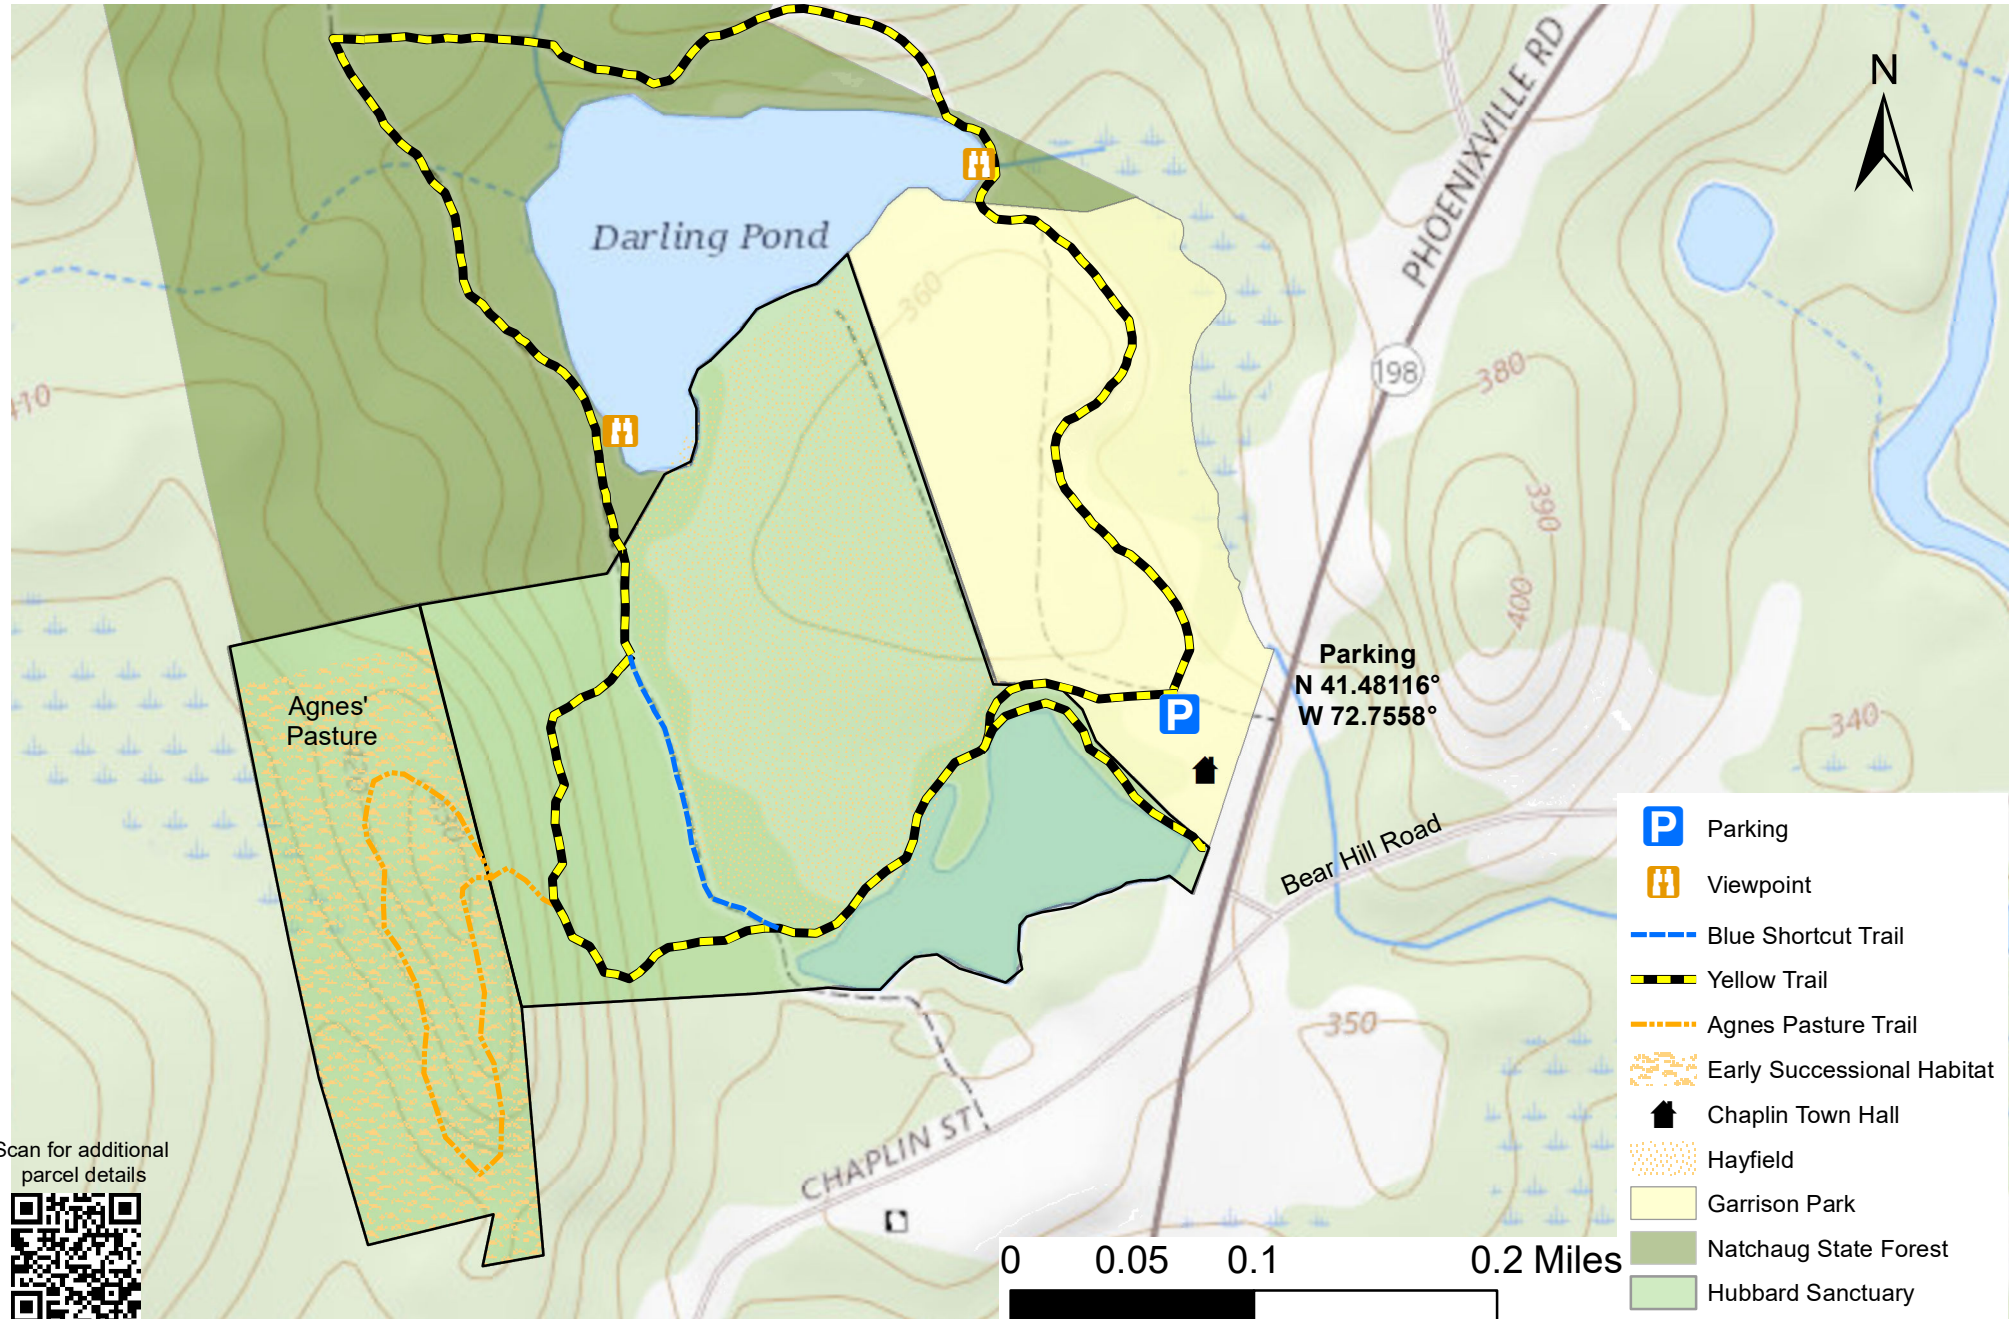 N
PHOENIXVILLE RD
Darling Pond
360
198
380
410
390
400
Parking
N 41.48116°
W 72.7558°
P
Agnes'
Pasture
340
Bear Hill Road
350
CHAPLIN ST
Scan for additional
parcel details
0 0.05 0.1 0.2 Miles
P Parking
Viewpoint
Blue Shortcut Trail
Yellow Trail
Agnes Pasture Trail
Early Successional Habitat
Chaplin Town Hall
Hayfield
Garrison Park
Natchaug State Forest
Hubbard Sanctuary